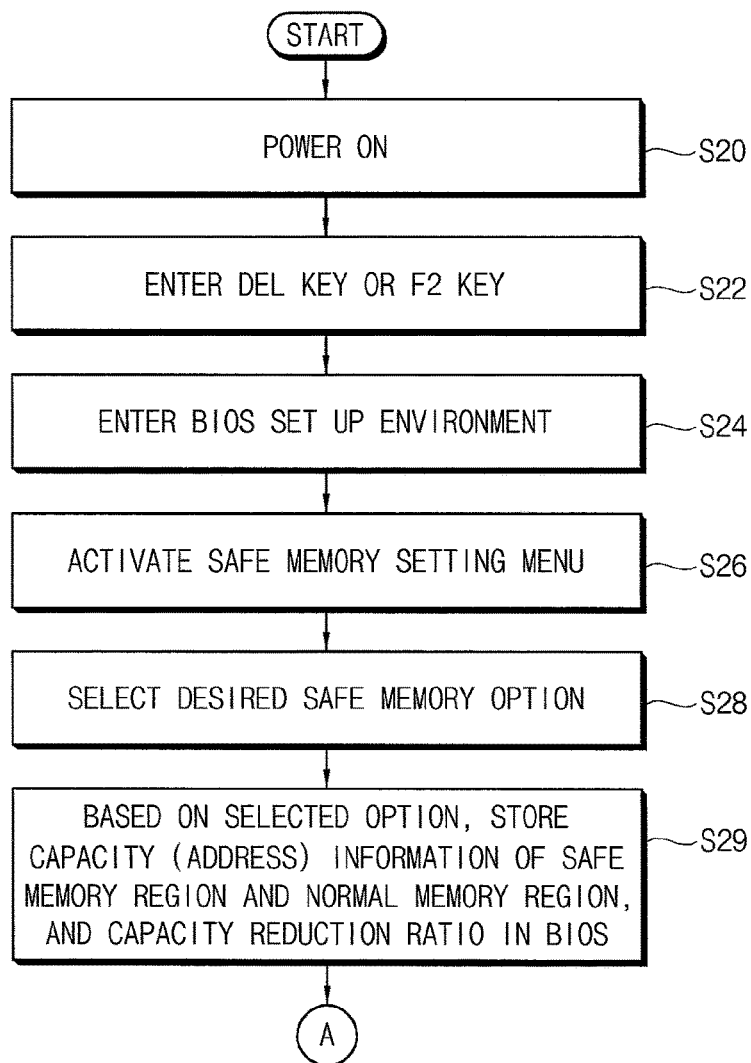 START
POWER ON
S20
ENTER DEL KEY OR F2 KEY
S22
ENTER BIOS SET UP ENVIRONMENT
S24
ACTIVATE SAFE MEMORY SETTING MENU
S26
SELECT DESIRED SAFE MEMORY OPTION
S28
BASED ON SELECTED OPTION, STORE
CAPACITY (ADDRESS) INFORMATION OF SAFE
MEMORY REGION AND NORMAL MEMORY REGION,
AND CAPACITY REDUCTION RATIO IN BIOS
S29
A